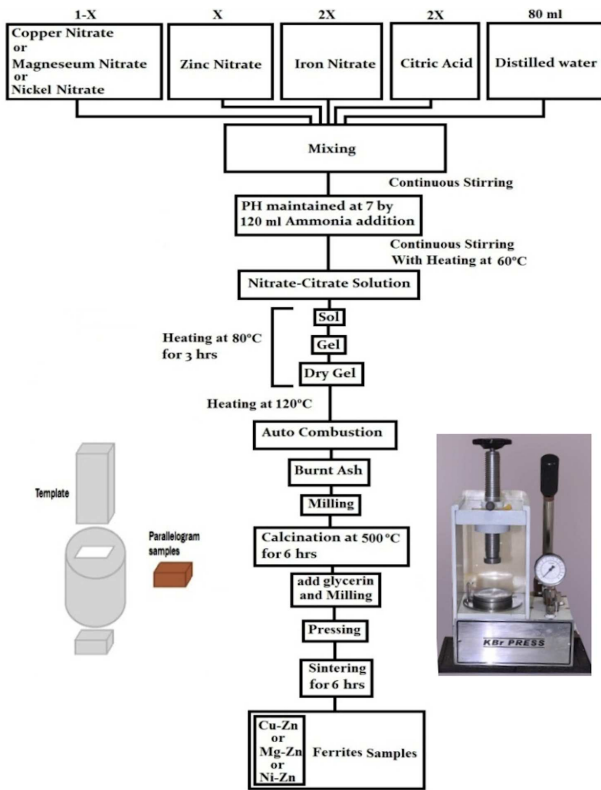 1-X
X
2X
2X
80 ml
Copper Nitrate
or
Magneseum Nitrate
or
Nickel Nitrate
Zinc Nitrate
Iron Nitrate
Citric Acid
Distilled water
Mixing
Continuous Stirring
PH maintained at 7 by
120 ml Ammonia addition
Continuous Stirring
With Heating at 60°C
Nitrate-Citrate Solution
Heating at 80°C
for 3 hrs
Sol
Gel
Dry Gel
Heating at 120°C
Auto Combustion
Burnt Ash
Milling
Calcination at 500°C
for 6 hrs
add glycerin
and Milling
Pressing
Sintering
for 6 hrs
Cu-Zn
or
Mg-Zn
or
Ni-Zn
Ferrites Samples
Template
Parallelogram
samples
KBr PRESS